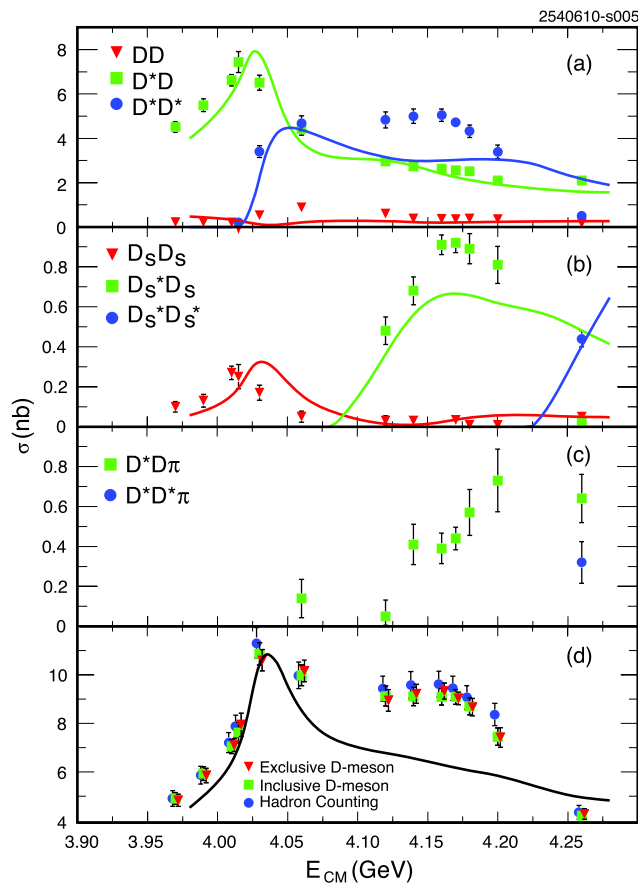 2540610-s005
8
6
4
2
0
DD
D*D
D*D*
(a)
0.8
0.6
0.4
0.2
0
DSDS
DS*DS
DS*DS*
(b)
σ (nb)
0.8
0.6
0.4
0.2
0
D*Dπ
D*D*π
(c)
10
8
6
4
(d)
Exclusive D-meson
Inclusive D-meson
Hadron Counting
3.90 3.95 4.00 4.05 4.10 4.15 4.20 4.25
ECM (GeV)